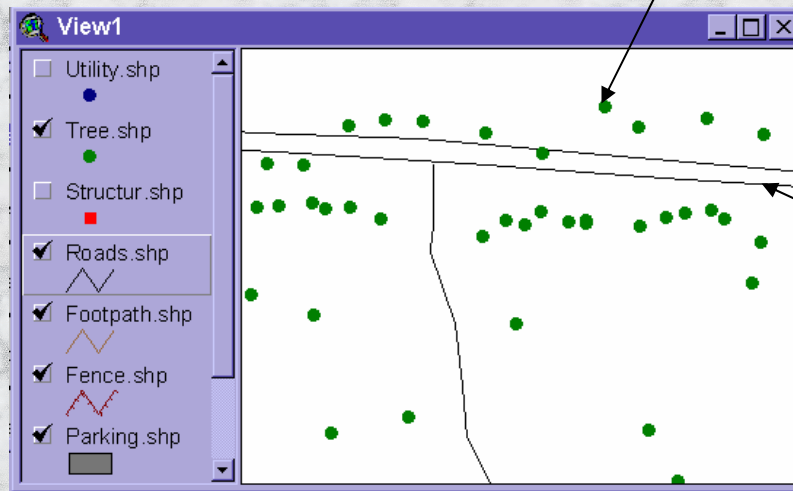 View1
Utility.shp
Tree.shp
Structur.shp
Roads.shp
Footpath.shp
Fence.shp
Parking.shp